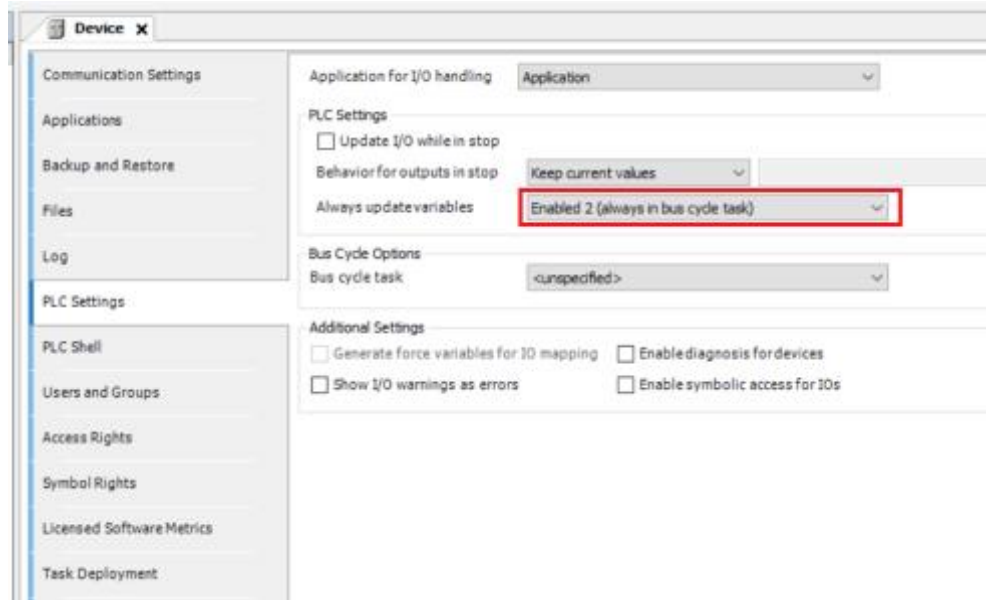 Device X
Communication Settings
Applications
Backup and Restore
Files
Log
PLC Settings
PLC Shell
Users and Groups
Access Rights
Symbol Rights
Licensed Software Metrics
Task Deployment
Application for I/O handling Application
PLC Settings
Update I/O while in stop
Behavior for outputs in stop Keep current values
Always update variables Enabled 2 (always in bus cycle task)
Bus Cycle Options
Bus cycle task <unspecified>
Additional Settings
Generate force variables for IO mapping Enable diagnosis for devices
Show I/O warnings as errors Enable symbolic access for IOs